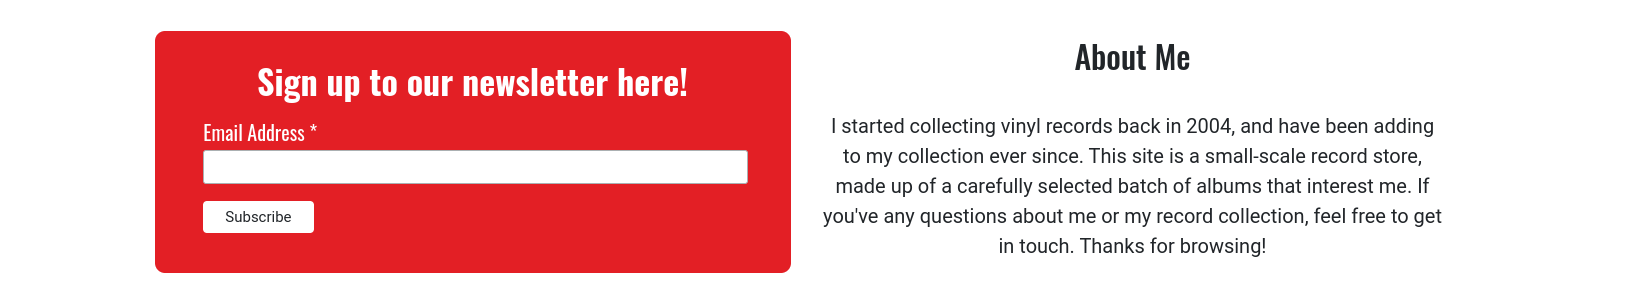 Sign up to our newsletter here!
Email Address *
Subscribe
About Me
I started collecting vinyl records back in 2004, and have been adding
to my collection ever since. This site is a small-scale record store,
made up of a carefully selected batch of albums that interest me. If
you've any questions about me or my record collection, feel free to get
in touch. Thanks for browsing!